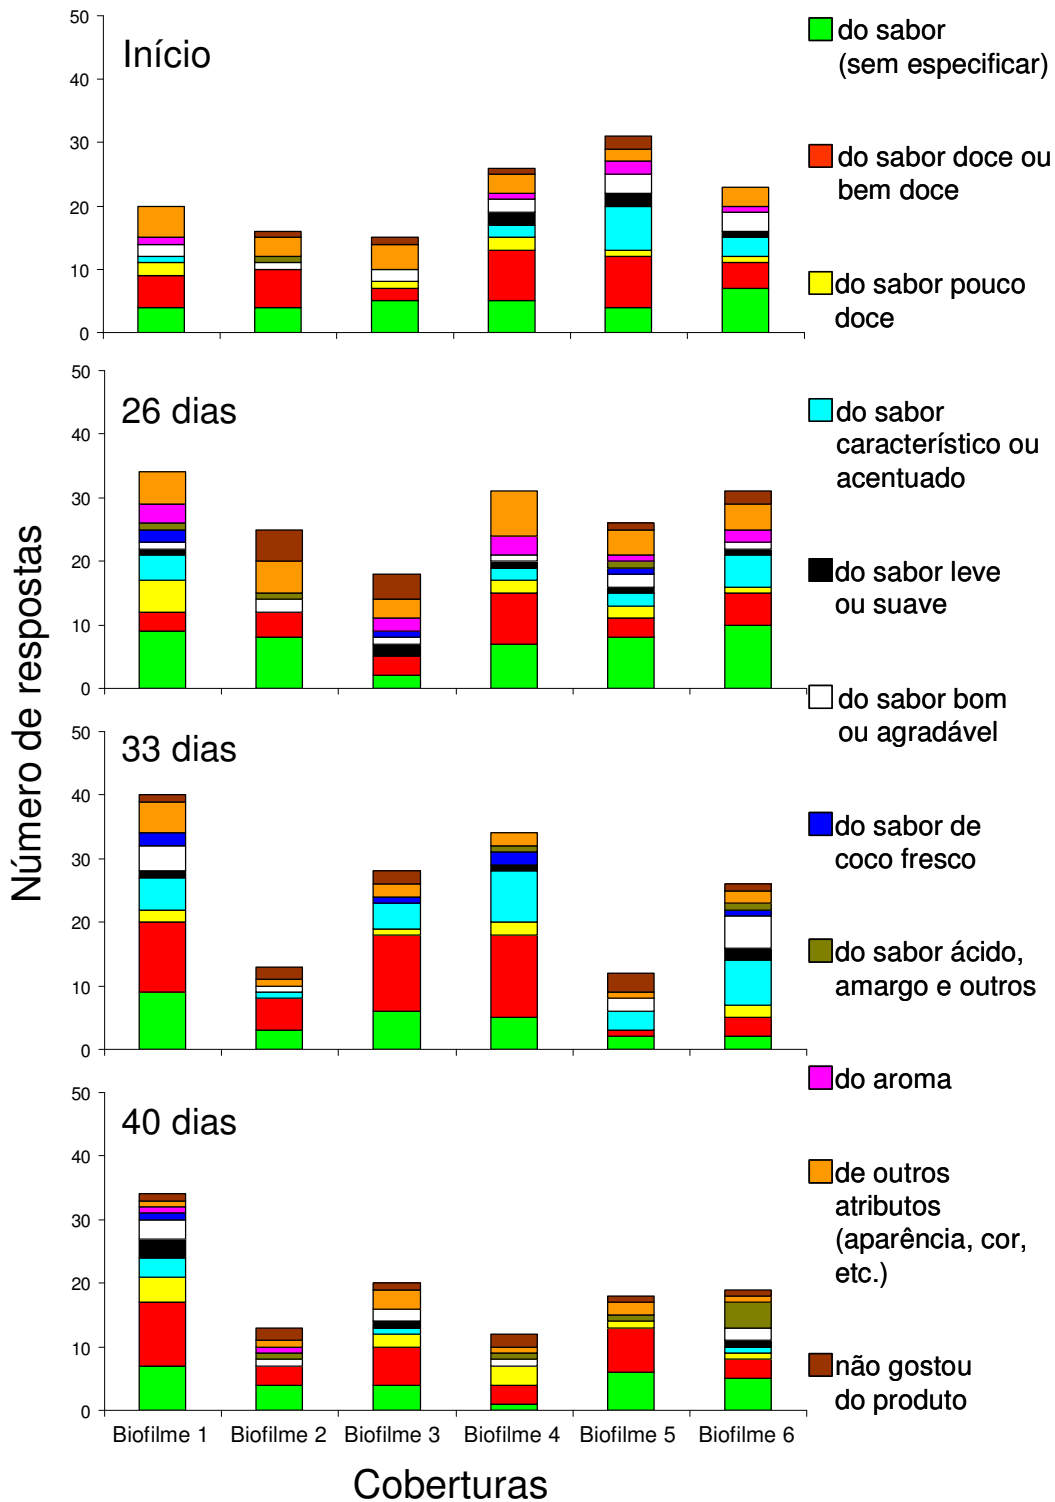 Início
50
40
30
20
10
0
26 dias
50
40
30
20
10
0
33 dias
50
40
30
20
10
0
40 dias
50
40
30
20
10
0
Biofilme 1 Biofilme 2 Biofilme 3 Biofilme 4 Biofilme 5 Biofilme 6
Coberturas
Número de respostas
do sabor
(sem especificar)
do sabor doce ou
bem doce
do sabor pouco
doce
do sabor
característico ou
acentuado
do sabor leve
ou suave
do sabor bom
ou agradável
do sabor de
coco fresco
do sabor ácido,
amargo e outros
do aroma
de outros
atributos
(aparência, cor,
etc.)
não gostou
do produto